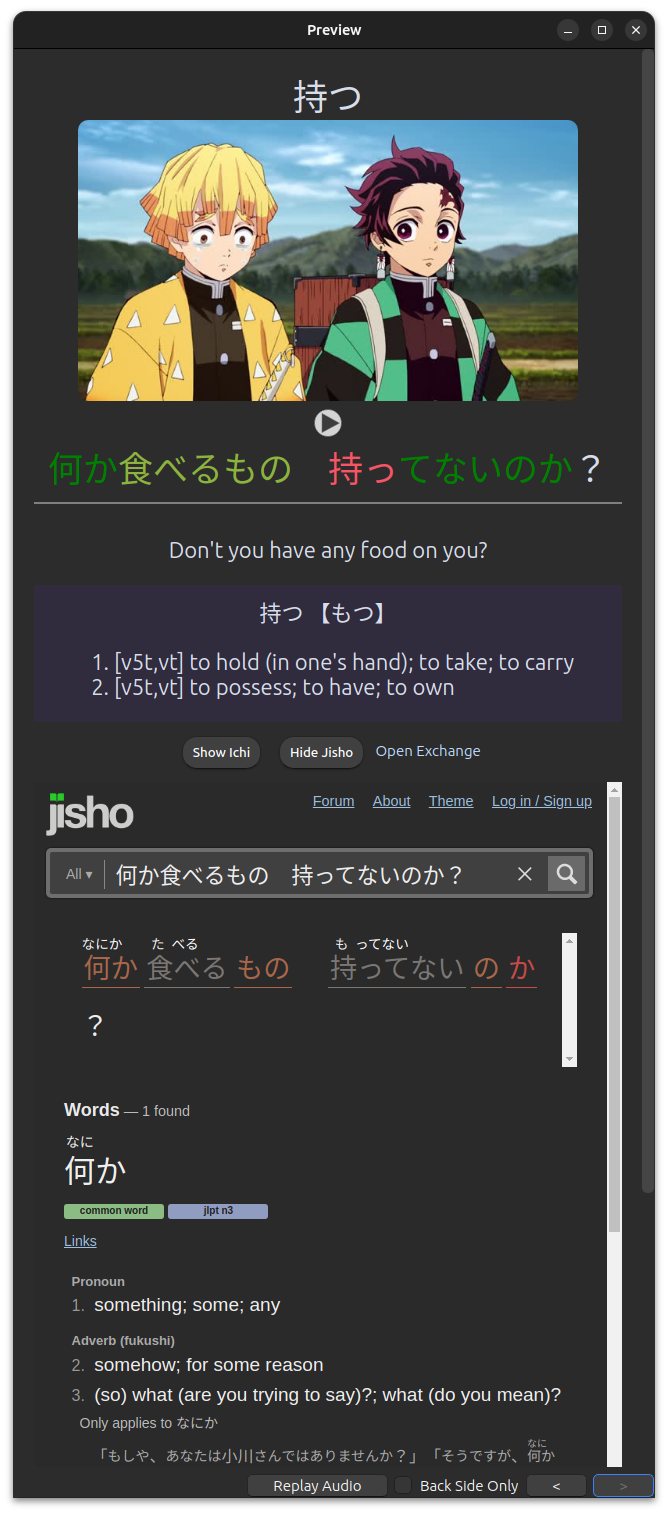 Preview
持つ
何か食べるもの　持ってないのか？
Don't you have any food on you?
持つ 【もつ】
1. [v5t,vt] to hold (in one's hand); to take; to carry
2. [v5t,vt] to possess; to have; to own
Show Ichi Hide Jisho Open Exchange
jisho Forum About Theme Log in / Sign up
All ▾ 何か食べるもの　持ってないのか？
なにか た べる も ってない
何か 食べる もの 持ってない の か
？
Words — 1 found
なに
何か
common word jlpt n3
Links
Pronoun
1. something; some; any
Adverb (fukushi)
2. somehow; for some reason
3. (so) what (are you trying to say)?; what (do you mean)?
Only applies to なにか
なに
「もしや、あなたは小川さんではありませんか？」「そうですが、何か
Replay Audio Back Side Only < >